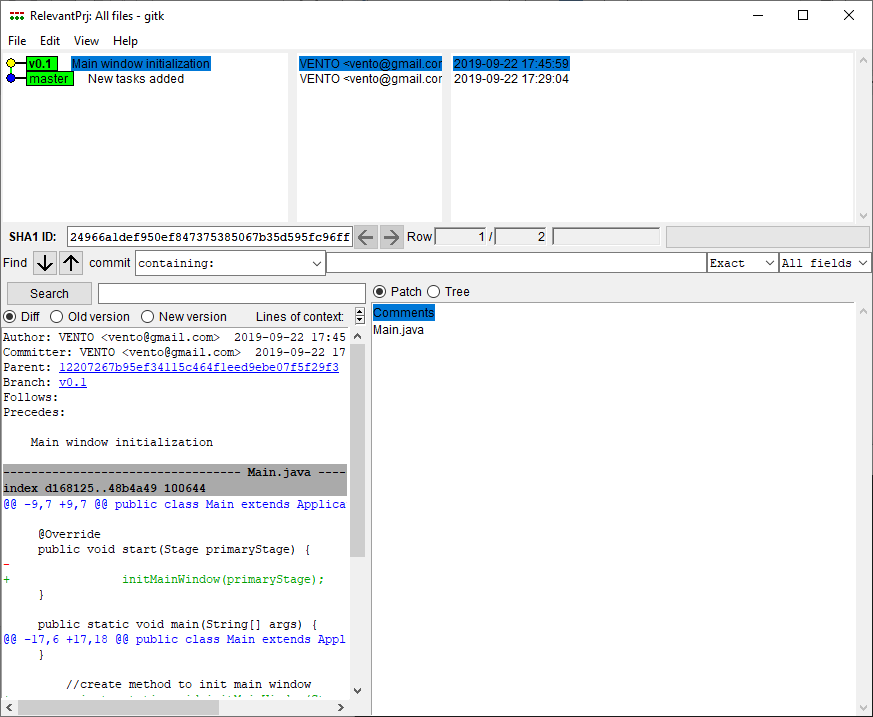 RelevantPrj: All files - gitk
File Edit View Help
v0.1 Main window initialization VENTO <vento@gmail.com 2019-09-22 17:45:59
master New tasks added VENTO <vento@gmail.com 2019-09-22 17:29:04
SHA1 ID: 24966a1def950ef847375385067b35d595fc96ff Row 1 / 2
Find commit containing: Exact All fields
Search
Patch Tree
Diff Old version New version Lines of context:
Comments
Main.java
Author: VENTO <vento@gmail.com> 2019-09-22 17:45
Committer: VENTO <vento@gmail.com> 2019-09-22 17
Parent: 12207267b95ef34115c464f1eed9ebe07f5f29f3
Branch: v0.1
Follows:
Precedes:
Main window initialization
---------------------------------- Main.java ----
index d168125..48b4a49 100644
@@ -9,7 +9,7 @@ public class Main extends Applica
@Override
public void start(Stage primaryStage) {
-
+ initMainWindow(primaryStage);
}
public static void main(String[] args) {
@@ -17,6 +17,18 @@ public class Main extends Appl
}
//create method to init main window